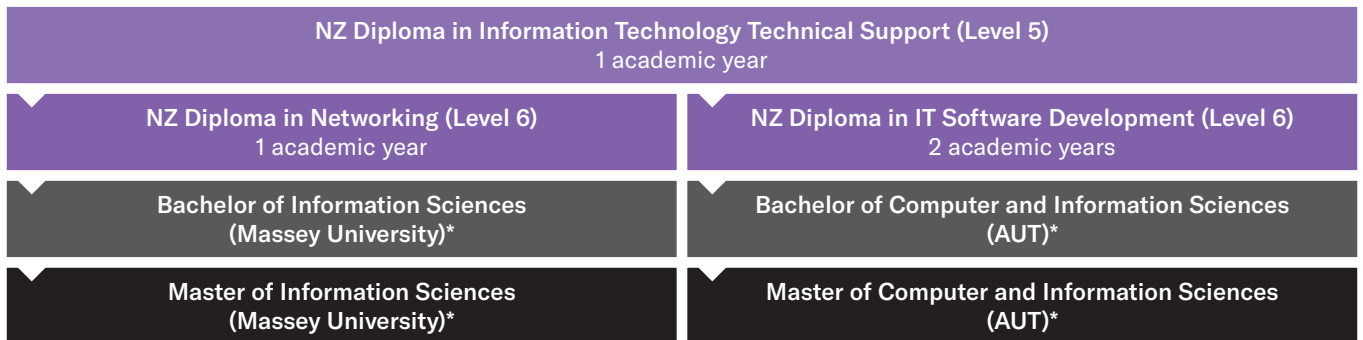 NZ Diploma in Information Technology Technical Support (Level 5)
1 academic year
NZ Diploma in Networking (Level 6)
1 academic year
NZ Diploma in IT Software Development (Level 6)
2 academic years
Bachelor of Information Sciences
(Massey University)*
Bachelor of Computer and Information Sciences
(AUT)*
Master of Information Sciences
(Massey University)*
Master of Computer and Information Sciences
(AUT)*